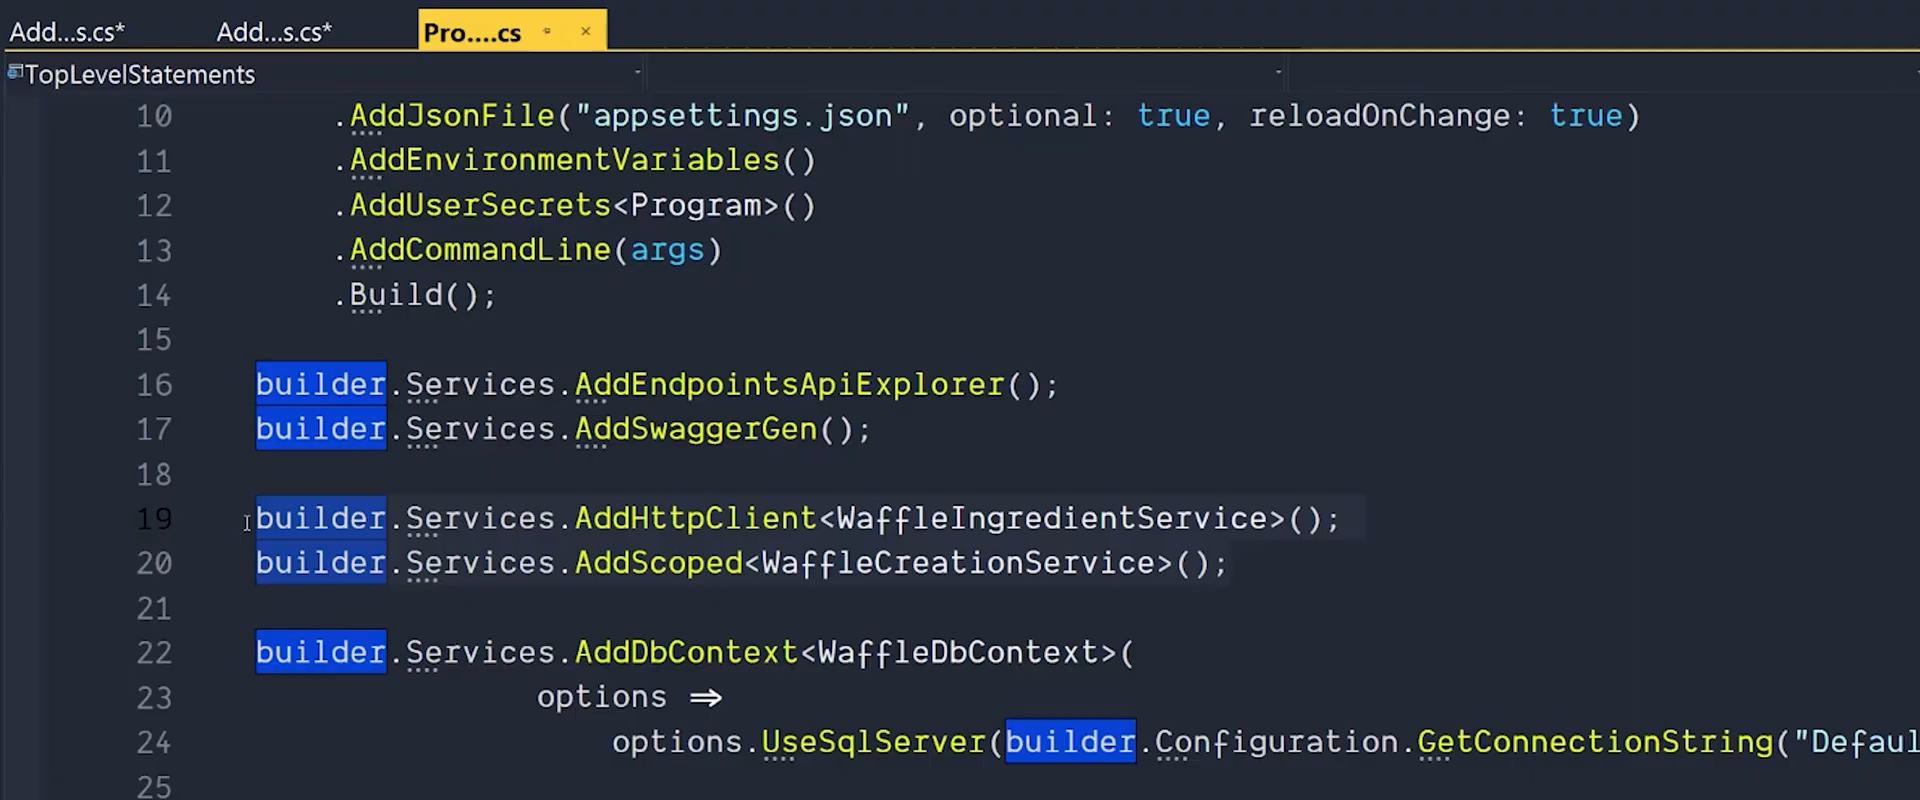 Add...s.cs* Add...s.cs* Pro....cs
TopLevelStatements
10 .AddJsonFile("appsettings.json", optional: true, reloadOnChange: true)
11 .AddEnvironmentVariables()
12 .AddUserSecrets<Program>()
13 .AddCommandLine(args)
14 .Build();
15
16 builder.Services.AddEndpointsApiExplorer();
17 builder.Services.AddSwaggerGen();
18
19 builder.Services.AddHttpClient<WaffleIngredientService>();
20 builder.Services.AddScoped<WaffleCreationService>();
21
22 builder.Services.AddDbContext<WaffleDbContext>(
23 options =>
24 options.UseSqlServer(builder.Configuration.GetConnectionString("Defaul
25